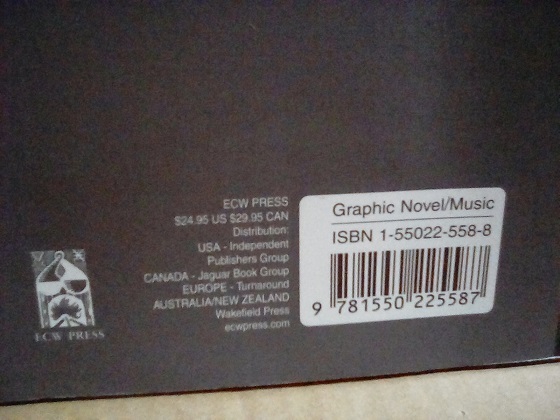 ECW PRESS
$24.95 US $29.95 CAN
Distribution:
USA - Independent
Publishers Group
CANADA - Jaguar Book Group
EUROPE - Turnaround
AUSTRALIA/NEW ZEALAND
Wakefield Press
ecwpress.com
Graphic Novel/Music
ISBN 1-55022-558-8
9 781550 225587
ECW PRESS